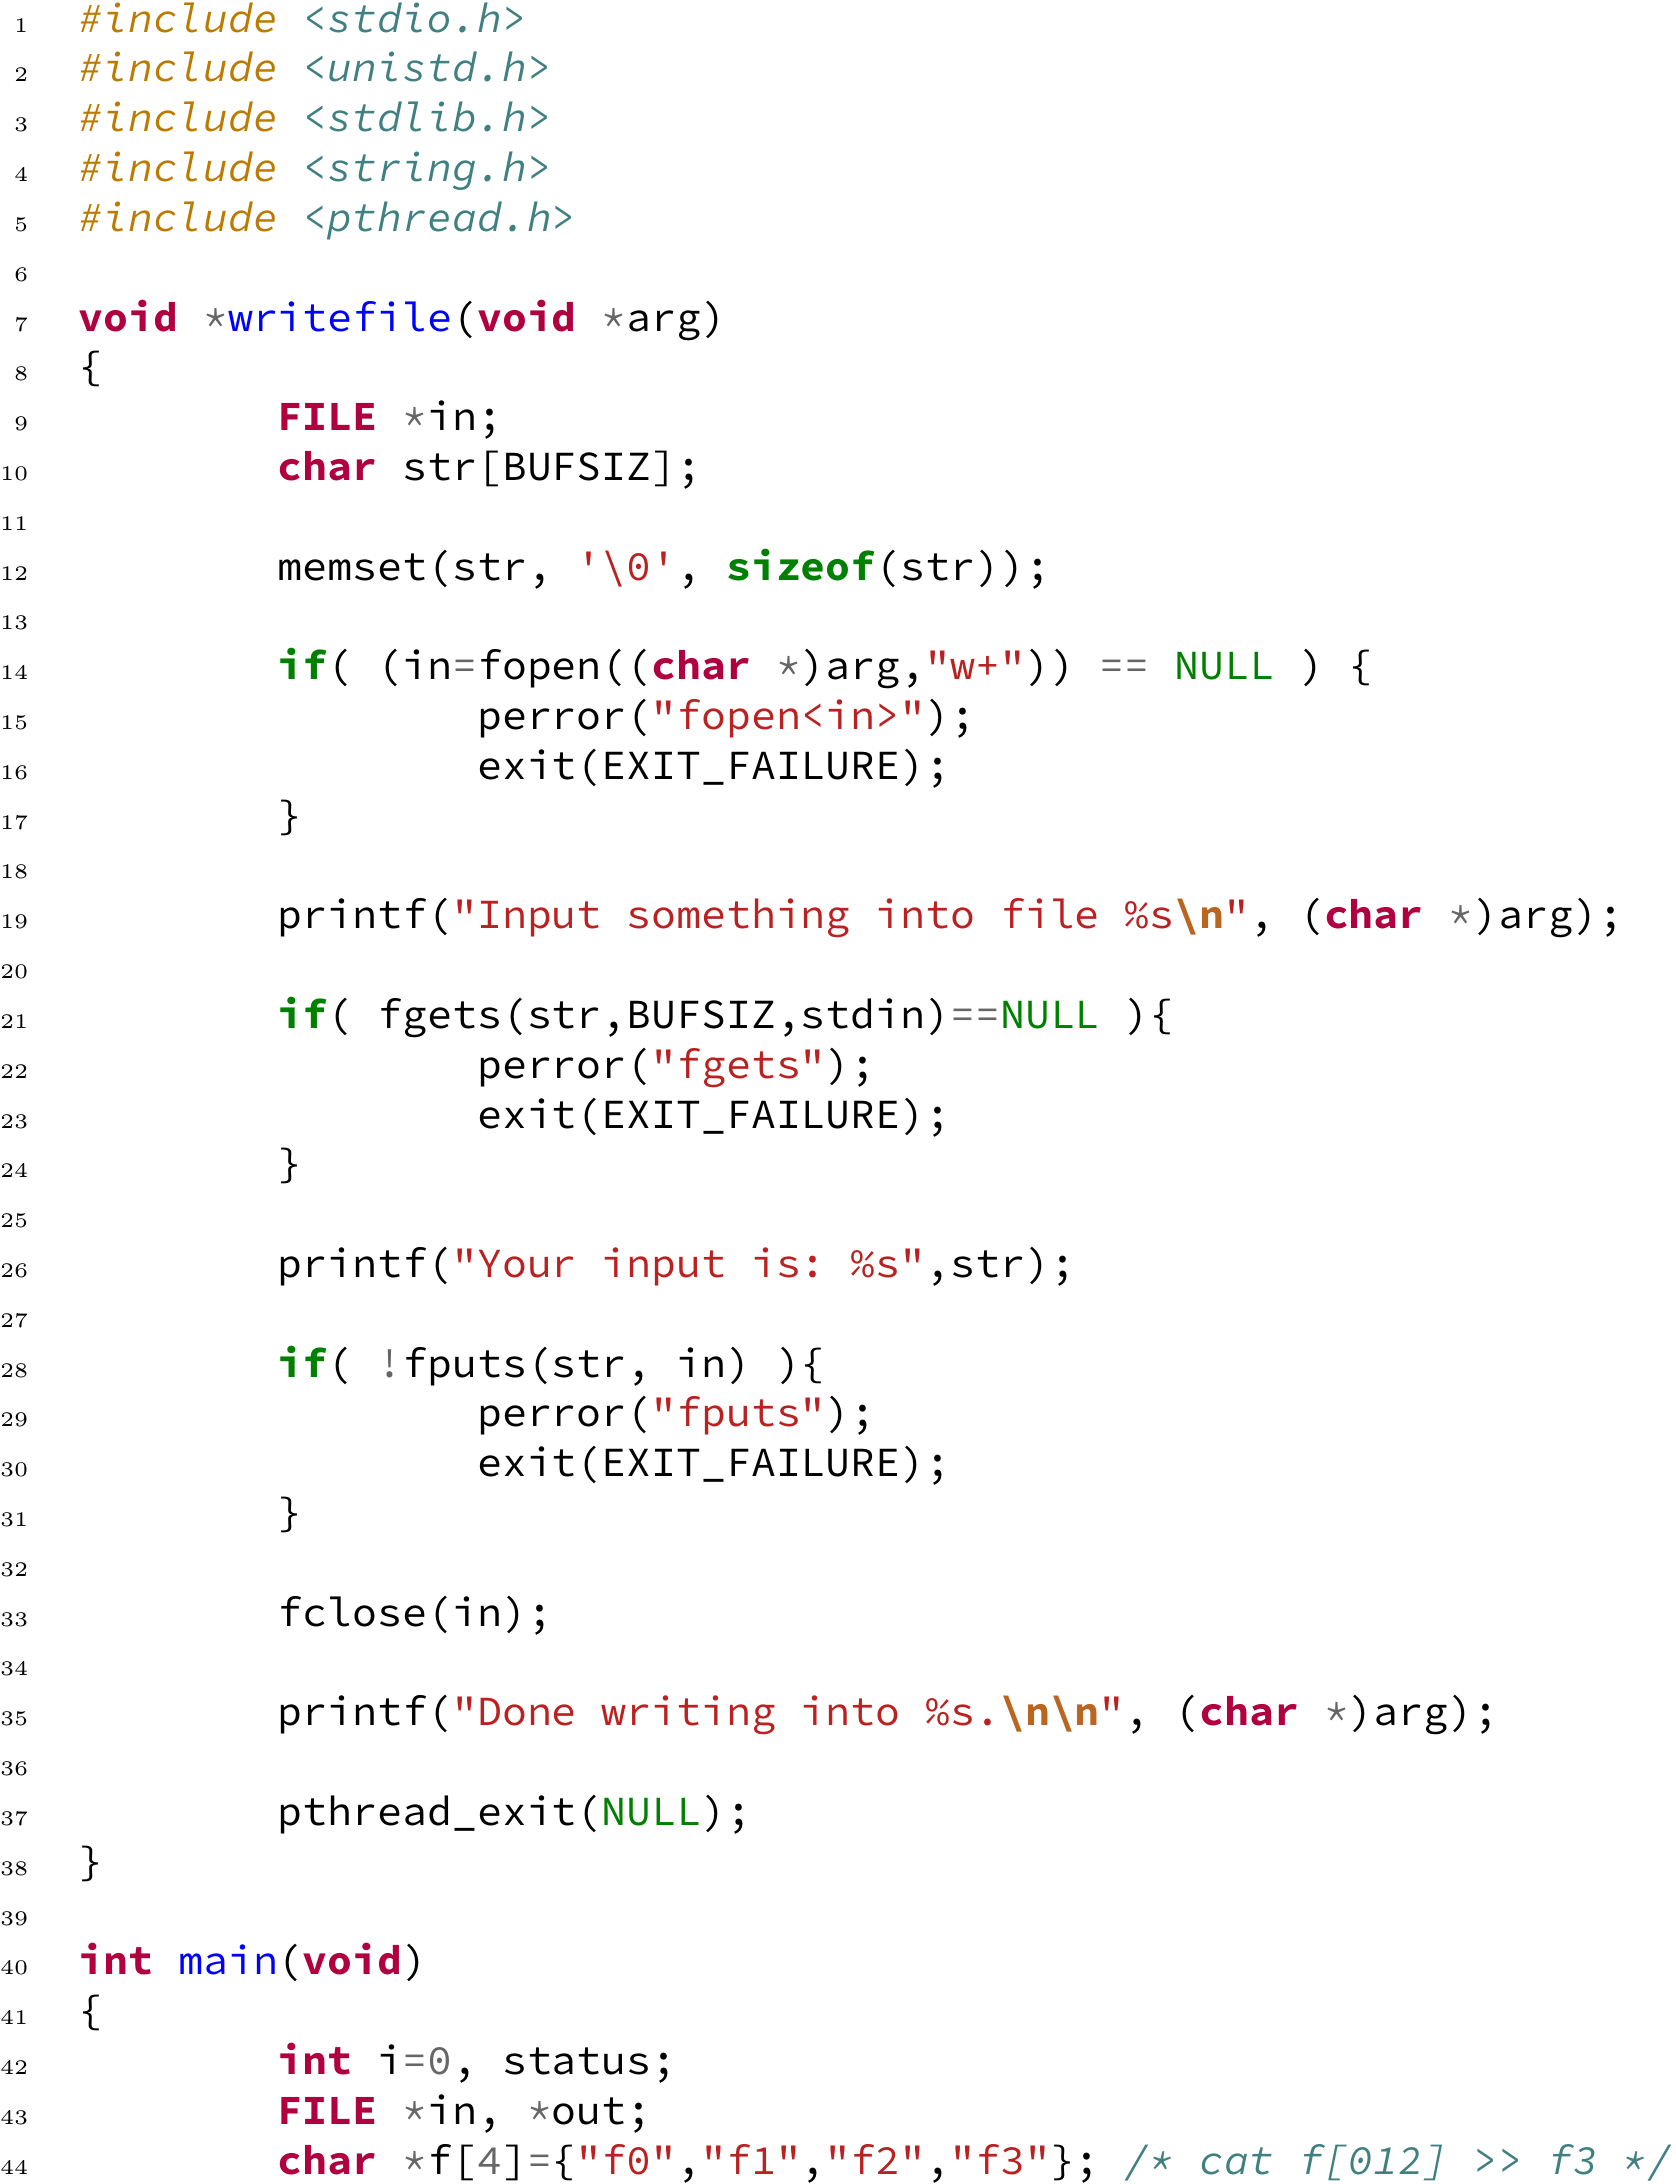 1 #include <stdio.h>
2 #include <unistd.h>
3 #include <stdlib.h>
4 #include <string.h>
5 #include <pthread.h>
6
7 void *writefile(void *arg)
8 {
9 FILE *in;
10 char str[BUFSIZ];
11
12 memset(str, '\0', sizeof(str));
13
14 if( (in=fopen((char *)arg,"w+")) == NULL ) {
15 perror("fopen<in>");
16 exit(EXIT_FAILURE);
17 }
18
19 printf("Input something into file %s\n", (char *)arg);
20
21 if( fgets(str,BUFSIZ,stdin)==NULL ){
22 perror("fgets");
23 exit(EXIT_FAILURE);
24 }
25
26 printf("Your input is: %s",str);
27
28 if( !fputs(str, in) ){
29 perror("fputs");
30 exit(EXIT_FAILURE);
31 }
32
33 fclose(in);
34
35 printf("Done writing into %s.\n\n", (char *)arg);
36
37 pthread_exit(NULL);
38 }
39
40 int main(void)
41 {
42 int i=0, status;
43 FILE *in, *out;
44 char *f[4]={"f0","f1","f2","f3"}; /* cat f[012] >> f3 */